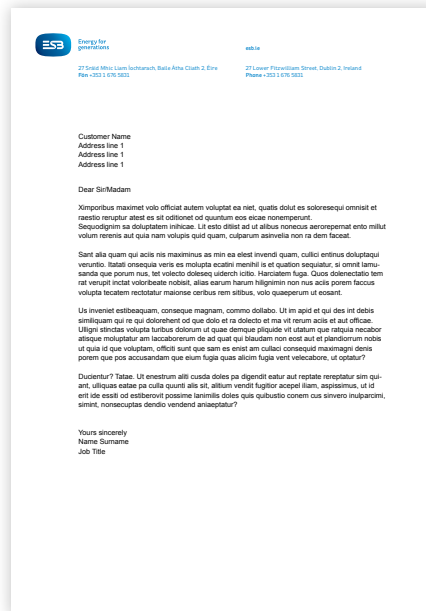 ESB
Energy for
generations
esb.ie
27 Sráid Mhic Liam Íochtarach, Baile Átha Cliath 2, Éire
Fón +353 1 676 5831
27 Lower Fitzwilliam Street, Dublin 2, Ireland
Phone +353 1 676 5831
Customer Name
Address line 1
Address line 1
Address line 1
Dear Sir/Madam
Ximporibus maximet volo officiat autem voluptat ea niet, quatis dolut es soloresequi omnisit et
raestio reruptur atest es sit oditionet od quuntum eos eicae nonemperunt.
Sequodignim sa doluptatem inihicae. Lit esto ditiist ad ut alibus nonecus aerorepernat ento millut
volum rerenis aut quia nam volupis quid quam, culparum asinvelia non ra dem faceat.
Sant alia quam qui aciis nis maximinus as min ea elest invendi quam, cullici entinus doluptaqui
veruntio. Itatati onsequia veris es molupta ecatini menihil is et quation sequiatur, si omnit lamu-
sanda que porum nus, tet volecto doleseq uiderch icitio. Harciatem fuga. Quos dolenectatio tem
rat verupit inctat voloribeate nobisit, alias earum harum hilignimin non nus aciis porem faccus
volupta tecatem rectotatur maionse ceribus rem sitibus, volo quaeperum ut eosant.
Us inveniet estibeaquam, conseque magnam, commo dollabo. Ut im apid et qui des int debis
similiquam qui re qui dolorehent od que dolo et ra dolecto et ma vit rerum aciis et aut officae.
Ulligni stinctas volupta turibus dolorum ut quae demque pliquide vit utatum que ratquia necabor
atisque moluptatur am laccaborerum de ad quat qui blaudam non eost aut et plandiorrum nobis
ut quia id que voluptam, officiti sunt que sam es enist am cullaci consequid maximagni denis
porem que pos accusandam que eium fugia quas alicim fugia vent velecabore, ut optatur?
Ducientur? Tatae. Ut enestrum aliti cusda doles pa digendit eatur aut reptate rereptatur sim qui-
ant, ulliquas eatae pa culla quunti alis sit, alitium vendit fugitior acepel iliam, aspissimus, ut id
erit ide essiti od estiberovit possime lanimilis doles quis quibustio conem cus sinvero inulparcimi,
simint, nonsecuptas dendio vendend aniaeptatur?
Yours sincerely
Name Surname
Job Title